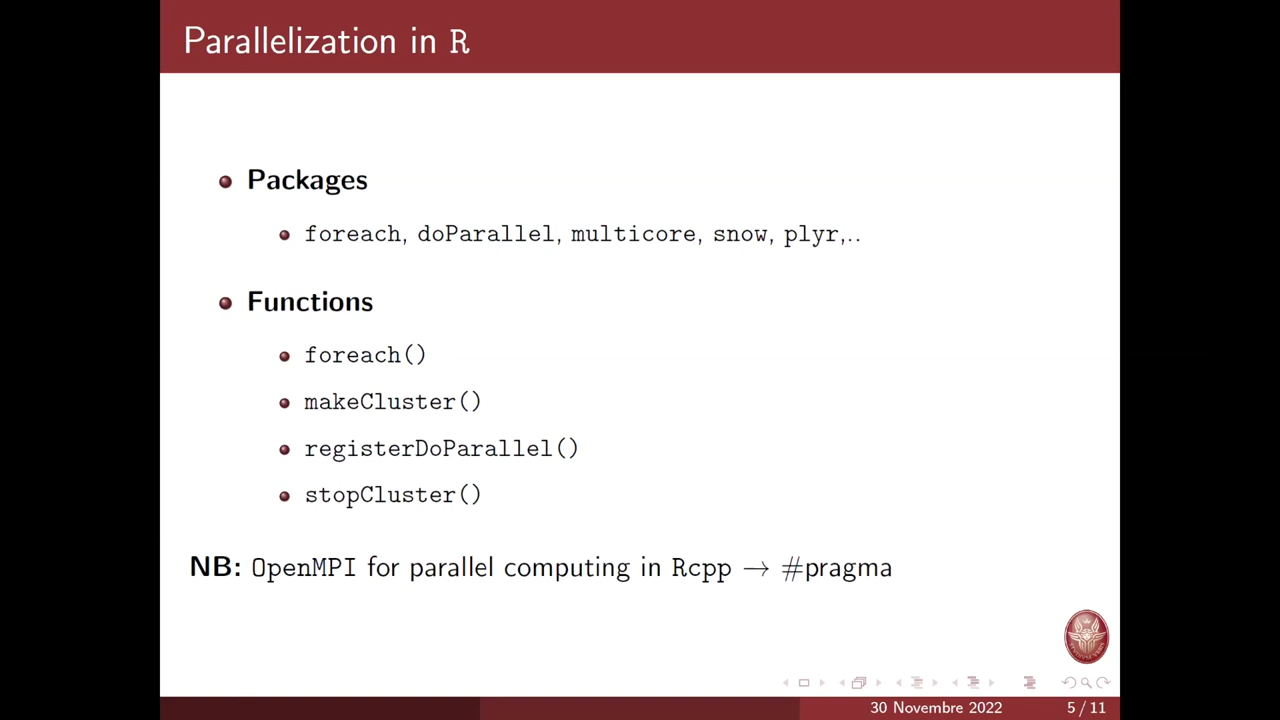 Parallelization in R
Packages
foreach, doParallel, multicore, snow, plyr,..
Functions
foreach()
makeCluster()
registerDoParallel()
stopCluster()
NB: OpenMPI for parallel computing in Rcpp → #pragma
30 Novembre 2022 5 / 11